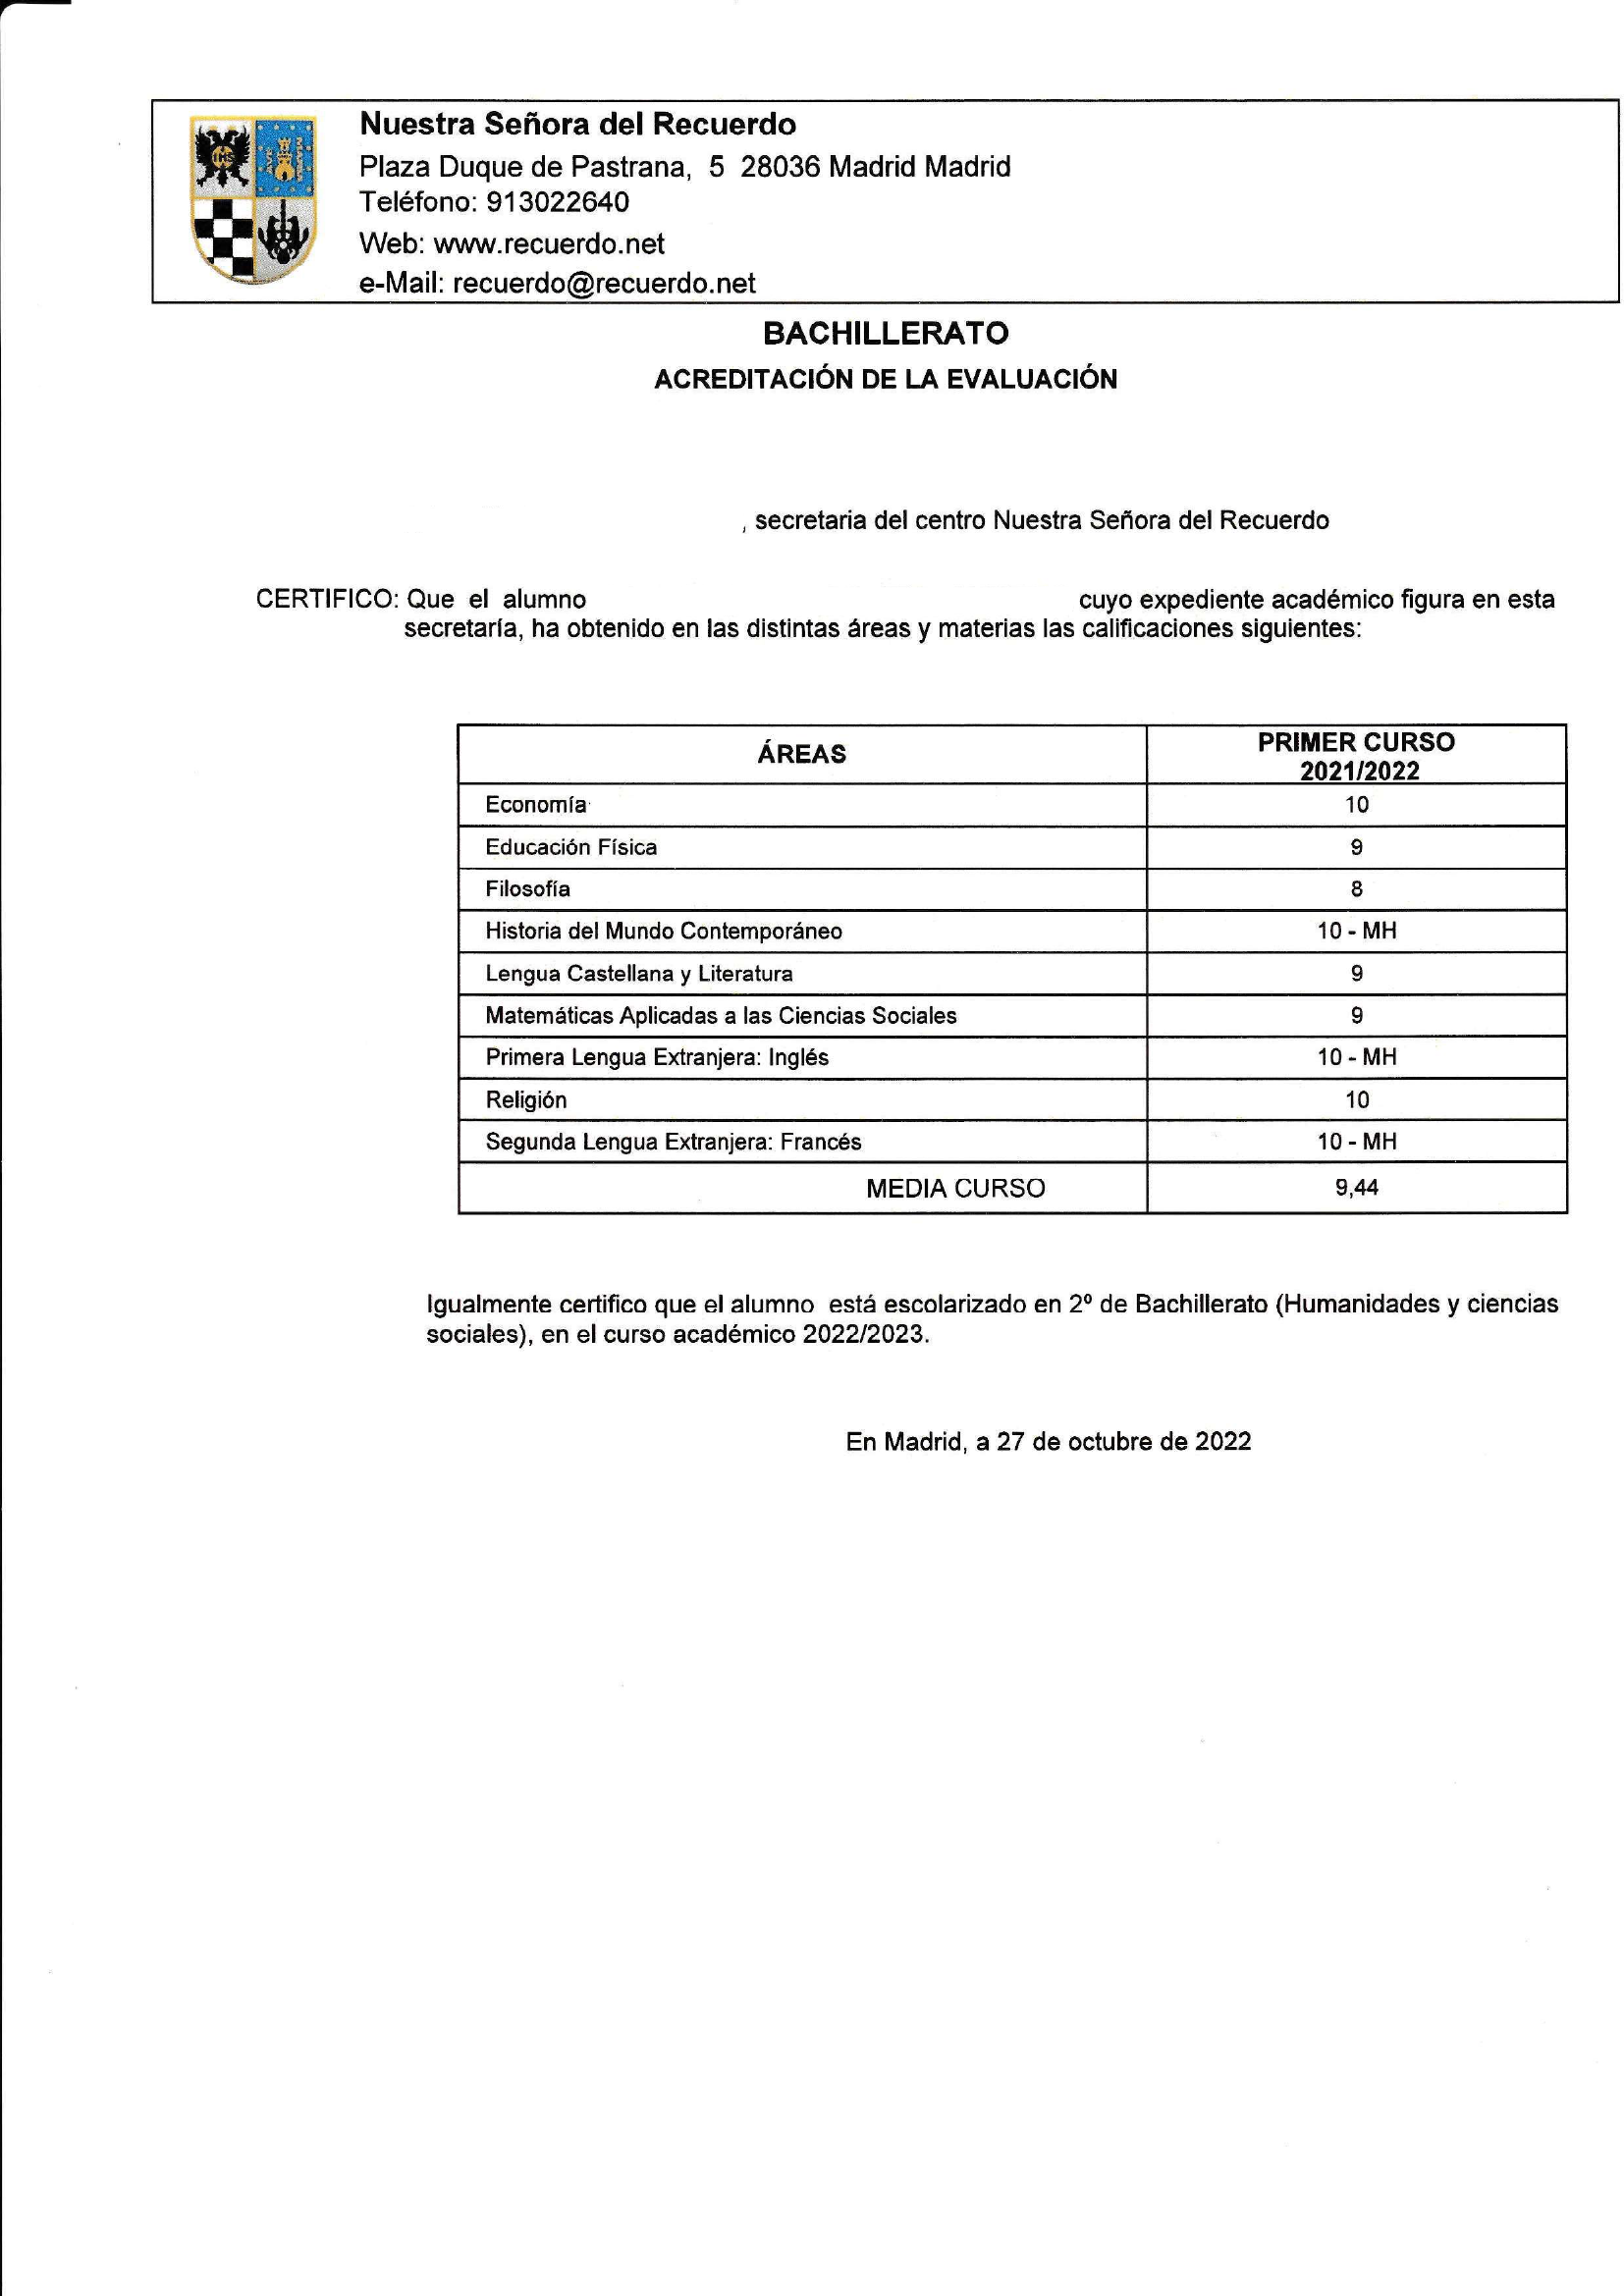 Nuestra Señora del Recuerdo
Plaza Duque de Pastrana, 5 28036 Madrid Madrid
Teléfono: 913022640
Web: www.recuerdo.net
e-Mail: recuerdo@recuerdo.net
IHS
AVE
MARIA
BACHILLERATO
ACREDITACIÓN DE LA EVALUACIÓN
, secretaria del centro Nuestra Señora del Recuerdo
CERTIFICO: Que el alumno cuyo expediente académico figura en esta
secretaría, ha obtenido en las distintas áreas y materias las calificaciones siguientes:
ÁREAS PRIMER CURSO
2021/2022
Economía 10
Educación Física 9
Filosofía 8
Historia del Mundo Contemporáneo 10 - MH
Lengua Castellana y Literatura 9
Matemáticas Aplicadas a las Ciencias Sociales 9
Primera Lengua Extranjera: Inglés 10 - MH
Religión 10
Segunda Lengua Extranjera: Francés 10 - MH
MEDIA CURSO 9,44
Igualmente certifico que el alumno está escolarizado en 2º de Bachillerato (Humanidades y ciencias
sociales), en el curso académico 2022/2023.
En Madrid, a 27 de octubre de 2022